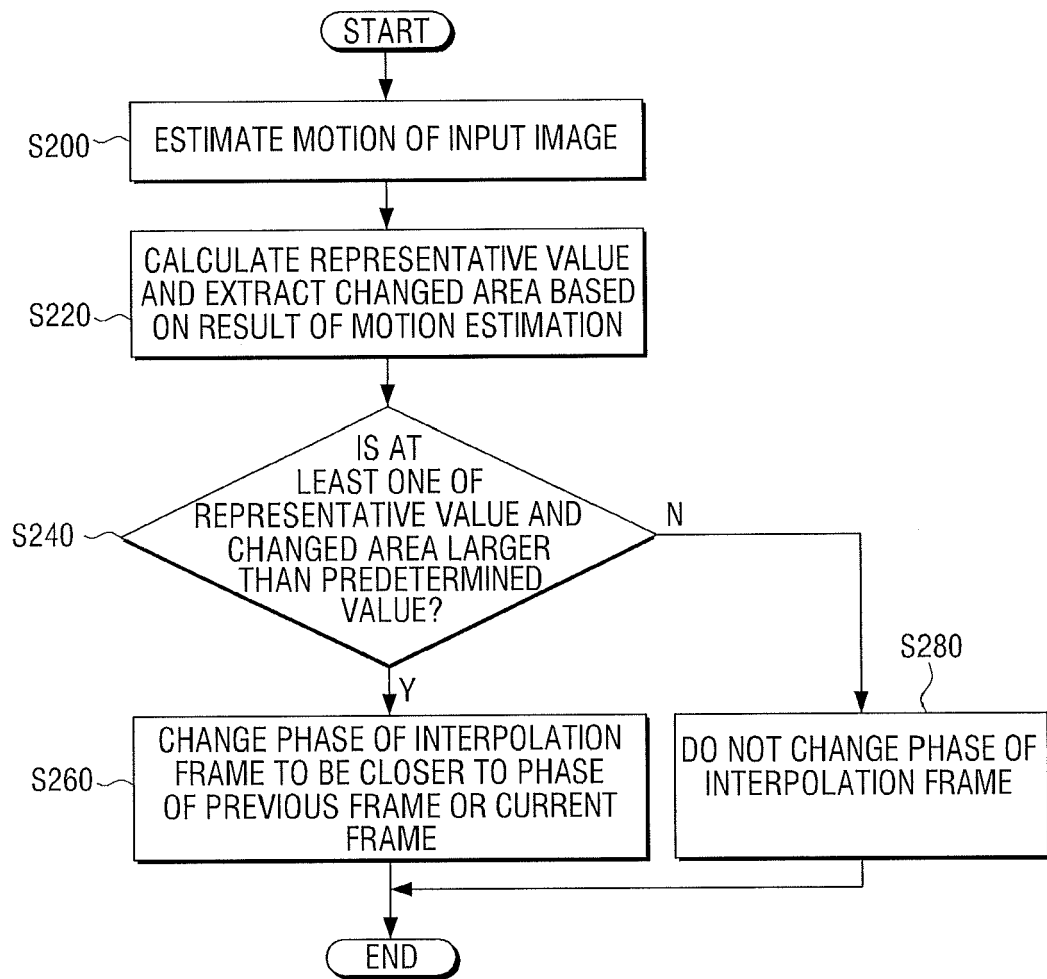 START
S200
ESTIMATE MOTION OF INPUT IMAGE
S220
CALCULATE REPRESENTATIVE VALUE
AND EXTRACT CHANGED AREA BASED
ON RESULT OF MOTION ESTIMATION
S240
IS AT
LEAST ONE OF
REPRESENTATIVE VALUE AND
CHANGED AREA LARGER
THAN PREDETERMINED
VALUE?
N
Y
S260
CHANGE PHASE OF INTERPOLATION
FRAME TO BE CLOSER TO PHASE
OF PREVIOUS FRAME OR CURRENT
FRAME
S280
DO NOT CHANGE PHASE OF
INTERPOLATION FRAME
END